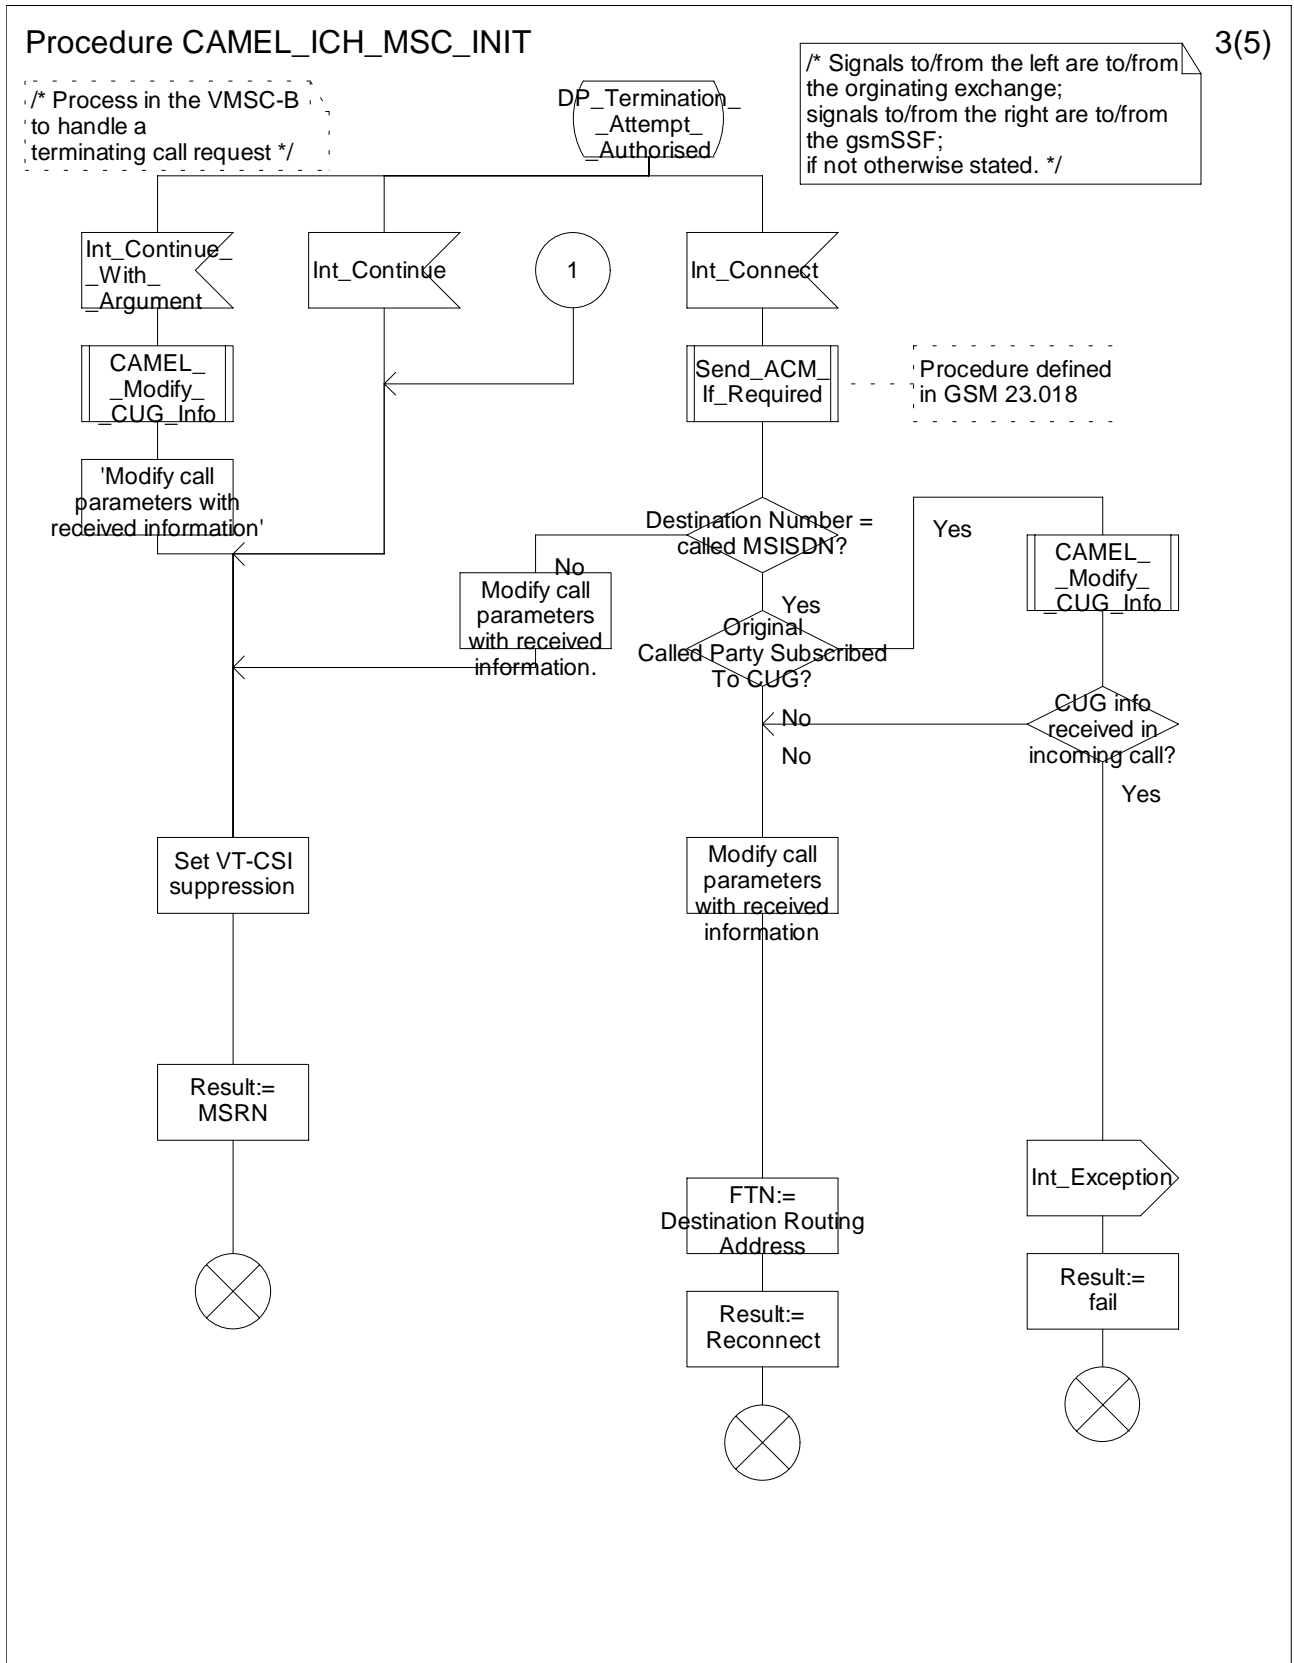 Procedure CAMEL_ICH_MSC_INIT
3(5)
/* Process in the VMSC-B
to handle a
terminating call request */
DP_Termination_
_Attempt_
_Authorised
/* Signals to/from the left are to/from
the orginating exchange;
signals to/from the right are to/from
the gsmSSF;
if not otherwise stated. */
Int_Continue_
_With_
_Argument
Int_Continue
1
Int_Connect
CAMEL_
_Modify_
_CUG_Info
Send_ACM_
If_Required
Procedure defined
in GSM 23.018
'Modify call
parameters with
received information'
Destination Number =
called MSISDN?
Yes
CAMEL_
_Modify_
_CUG_Info
No
Modify call
parameters
with received
information.
Yes
Original
Called Party Subscribed
To CUG?
No
No
CUG info
received in
incoming call?
Yes
Set VT-CSI
suppression
Modify call
parameters
with received
information
Result:=
MSRN
Int_Exception
FTN:=
Destination Routing
Address
Result:=
fail
Result:=
Reconnect